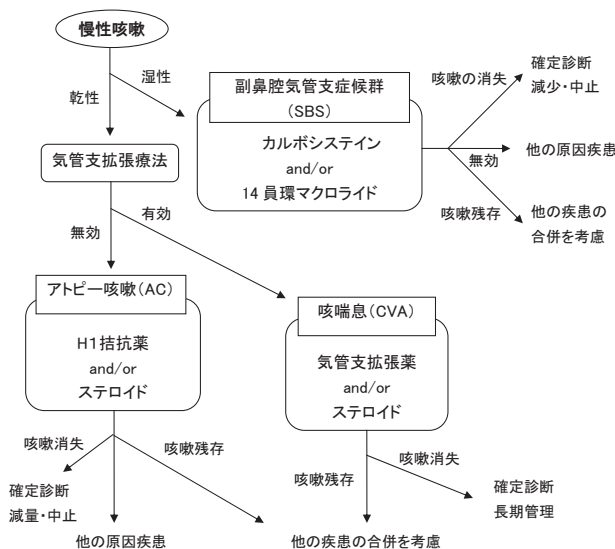 慢性咳嗽
湿性
乾性
副鼻腔気管支症候群
(SBS)
カルボシステイン
and/or
14員環マクロライド
咳嗽の消失
確定診断
減少・中止
無効
他の原因疾患
咳嗽残存
他の疾患の
合併を考慮
気管支拡張療法
有効
無効
アトピー咳嗽(AC)
H1拮抗薬
and/or
ステロイド
咳喘息(CVA)
気管支拡張薬
and/or
ステロイド
咳嗽消失
咳嗽残存
確定診断
減量・中止
他の原因疾患
咳嗽残存
咳嗽消失
確定診断
長期管理
他の疾患の合併を考慮